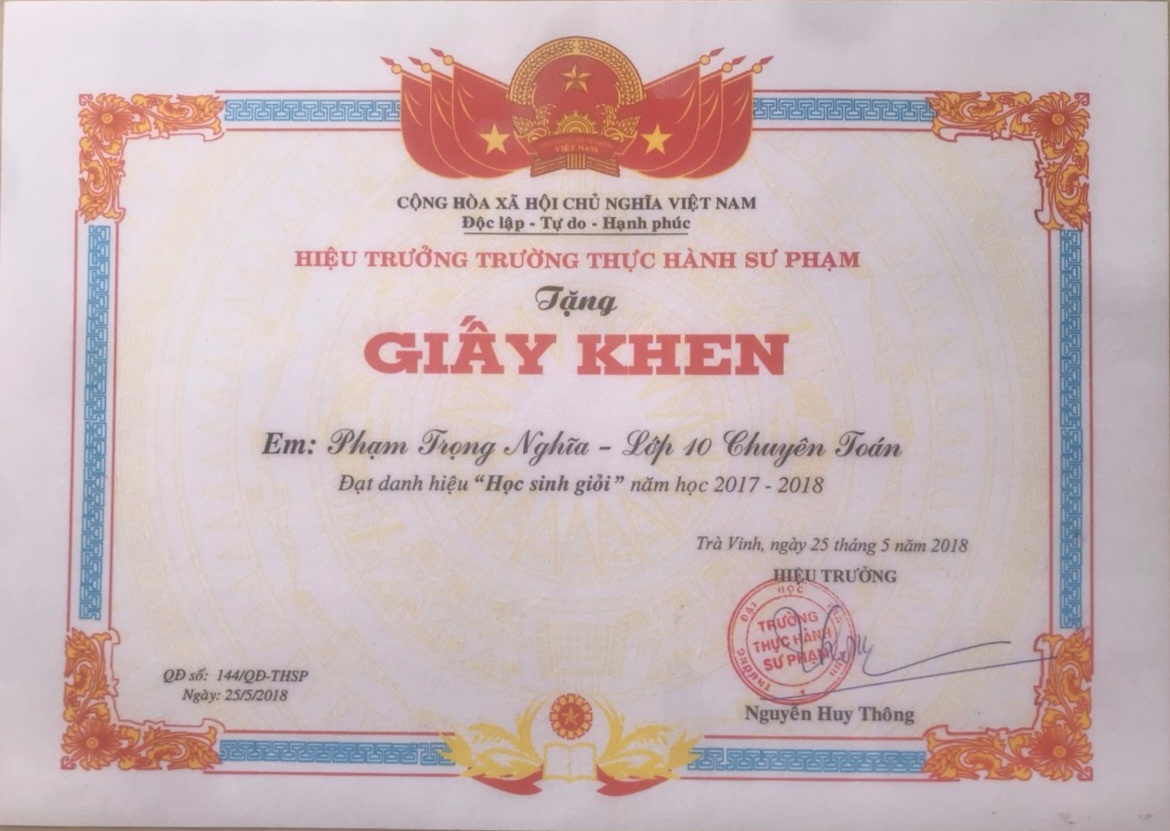 VIỆT NAM
CỘNG HÒA XÃ HỘI CHỦ NGHĨA VIỆT NAM
Độc lập - Tự do - Hạnh phúc
HIỆU TRƯỞNG TRƯỜNG THỰC HÀNH SƯ PHẠM
Tặng
GIẤY KHEN
Em: Phạm Trọng Nghĩa - Lớp 10 Chuyên Toán
Đạt danh hiệu “Học sinh giỏi” năm học 2017 - 2018
Trà Vinh, ngày 25 tháng 5 năm 2018
HIỆU TRƯỞNG
TRƯỜNG ĐẠI HỌC
TRƯỜNG
THỰC HÀNH
SƯ PHẠM
Nguyễn Huy Thông
QĐ số: 144/QĐ-THSP
Ngày: 25/5/2018